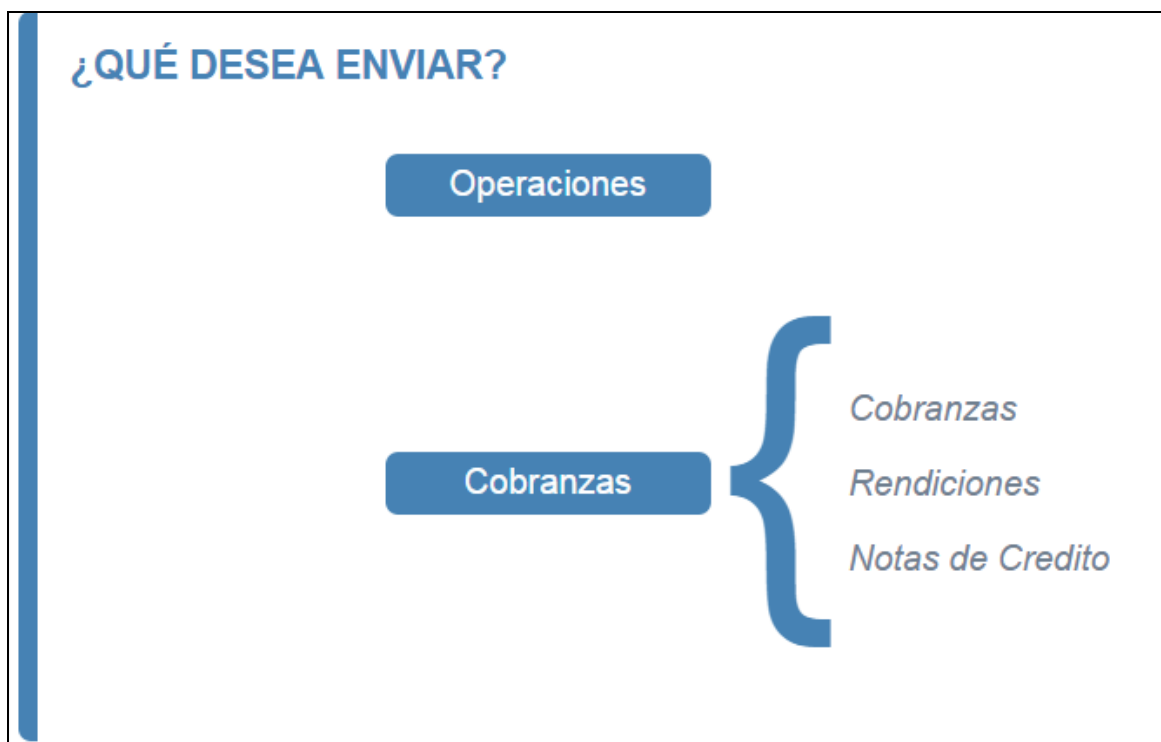 ¿QUÉ DESEA ENVIAR?
Operaciones
Cobranzas
Cobranzas
Rendiciones
Notas de Credito